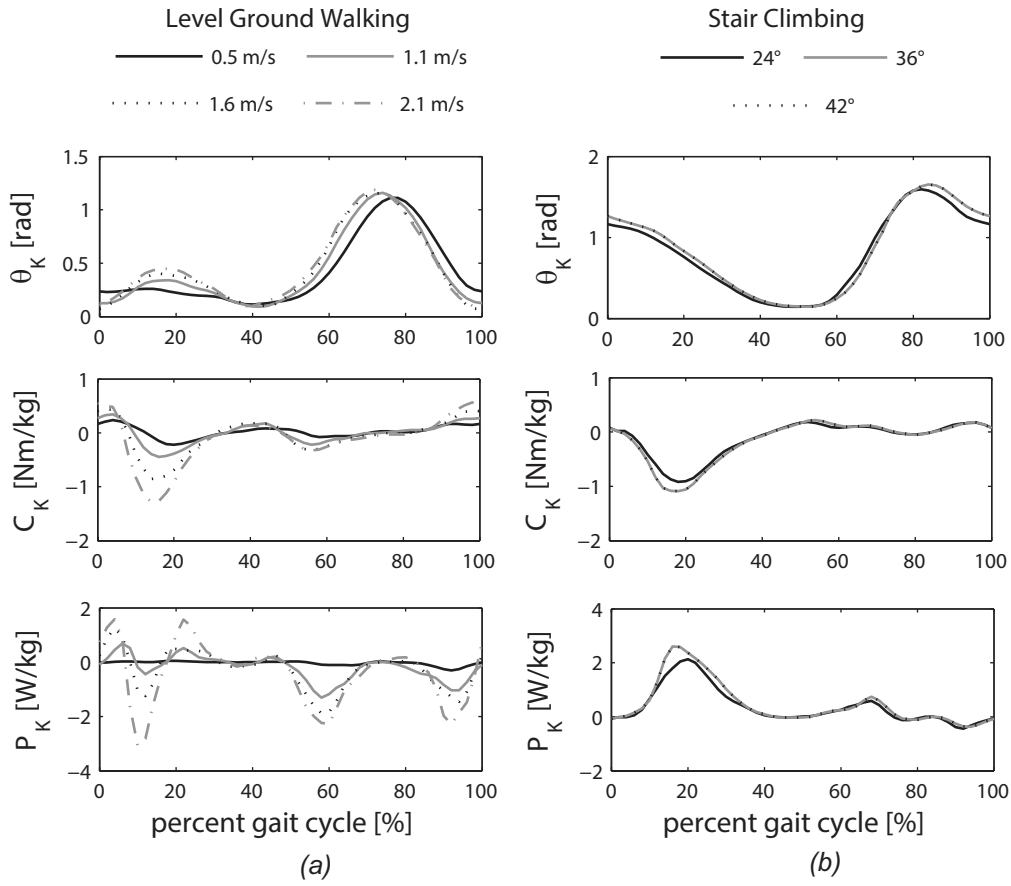 Level Ground Walking
0.5 m/s
1.1 m/s
1.6 m/s
2.1 m/s
1.5
1
0.5
0
θK [rad]
0 20 40 60 80 100
1
0
−1
−2
CK [Nm/kg]
0 20 40 60 80 100
2
0
−2
−4
PK [W/kg]
0 20 40 60 80 100
percent gait cycle [%]
(a)
Stair Climbing
24°
36°
42°
2
1
0
θK [rad]
0 20 40 60 80 100
1
0
−1
−2
CK [Nm/kg]
0 20 40 60 80 100
4
2
0
−2
PK [W/kg]
0 20 40 60 80 100
percent gait cycle [%]
(b)